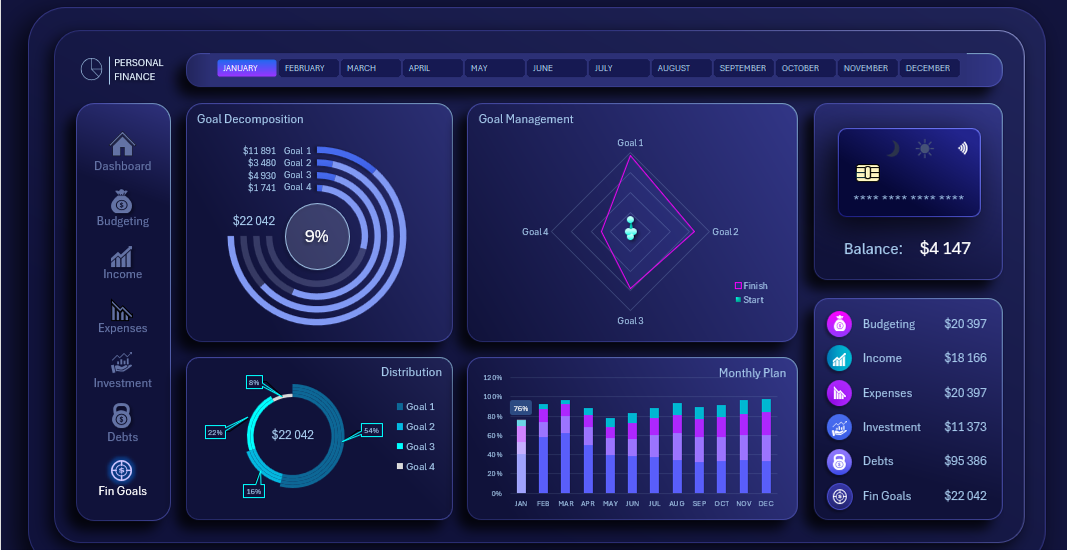 PERSONAL
FINANCE
JANUARY FEBRUARY MARCH APRIL MAY JUNE JULY AUGUST SEPTEMBER OCTOBER NOVEMBER DECEMBER
Dashboard
Budgeting
Income
Expenses
Investment
Debts
Fin Goals
Goal Decomposition
$11 891 Goal 1
$3 480 Goal 2
$4 930 Goal 3
$1 741 Goal 4
$22 042
9%
Goal Management
Goal 1
Goal 4
Goal 2
Goal 3
Finish
Start
**** **** **** ****
Balance: $4 147
Distribution
8%
22%
$22 042
54%
16%
Goal 1
Goal 2
Goal 3
Goal 4
Monthly Plan
120%
100%
80%
60%
40%
20%
0%
76%
JAN FEB MAR APR MAY JUN JUL AUG SEP OCT NOV DEC
Budgeting $20 397
Income $18 166
Expenses $20 397
Investment $11 373
Debts $95 386
Fin Goals $22 042